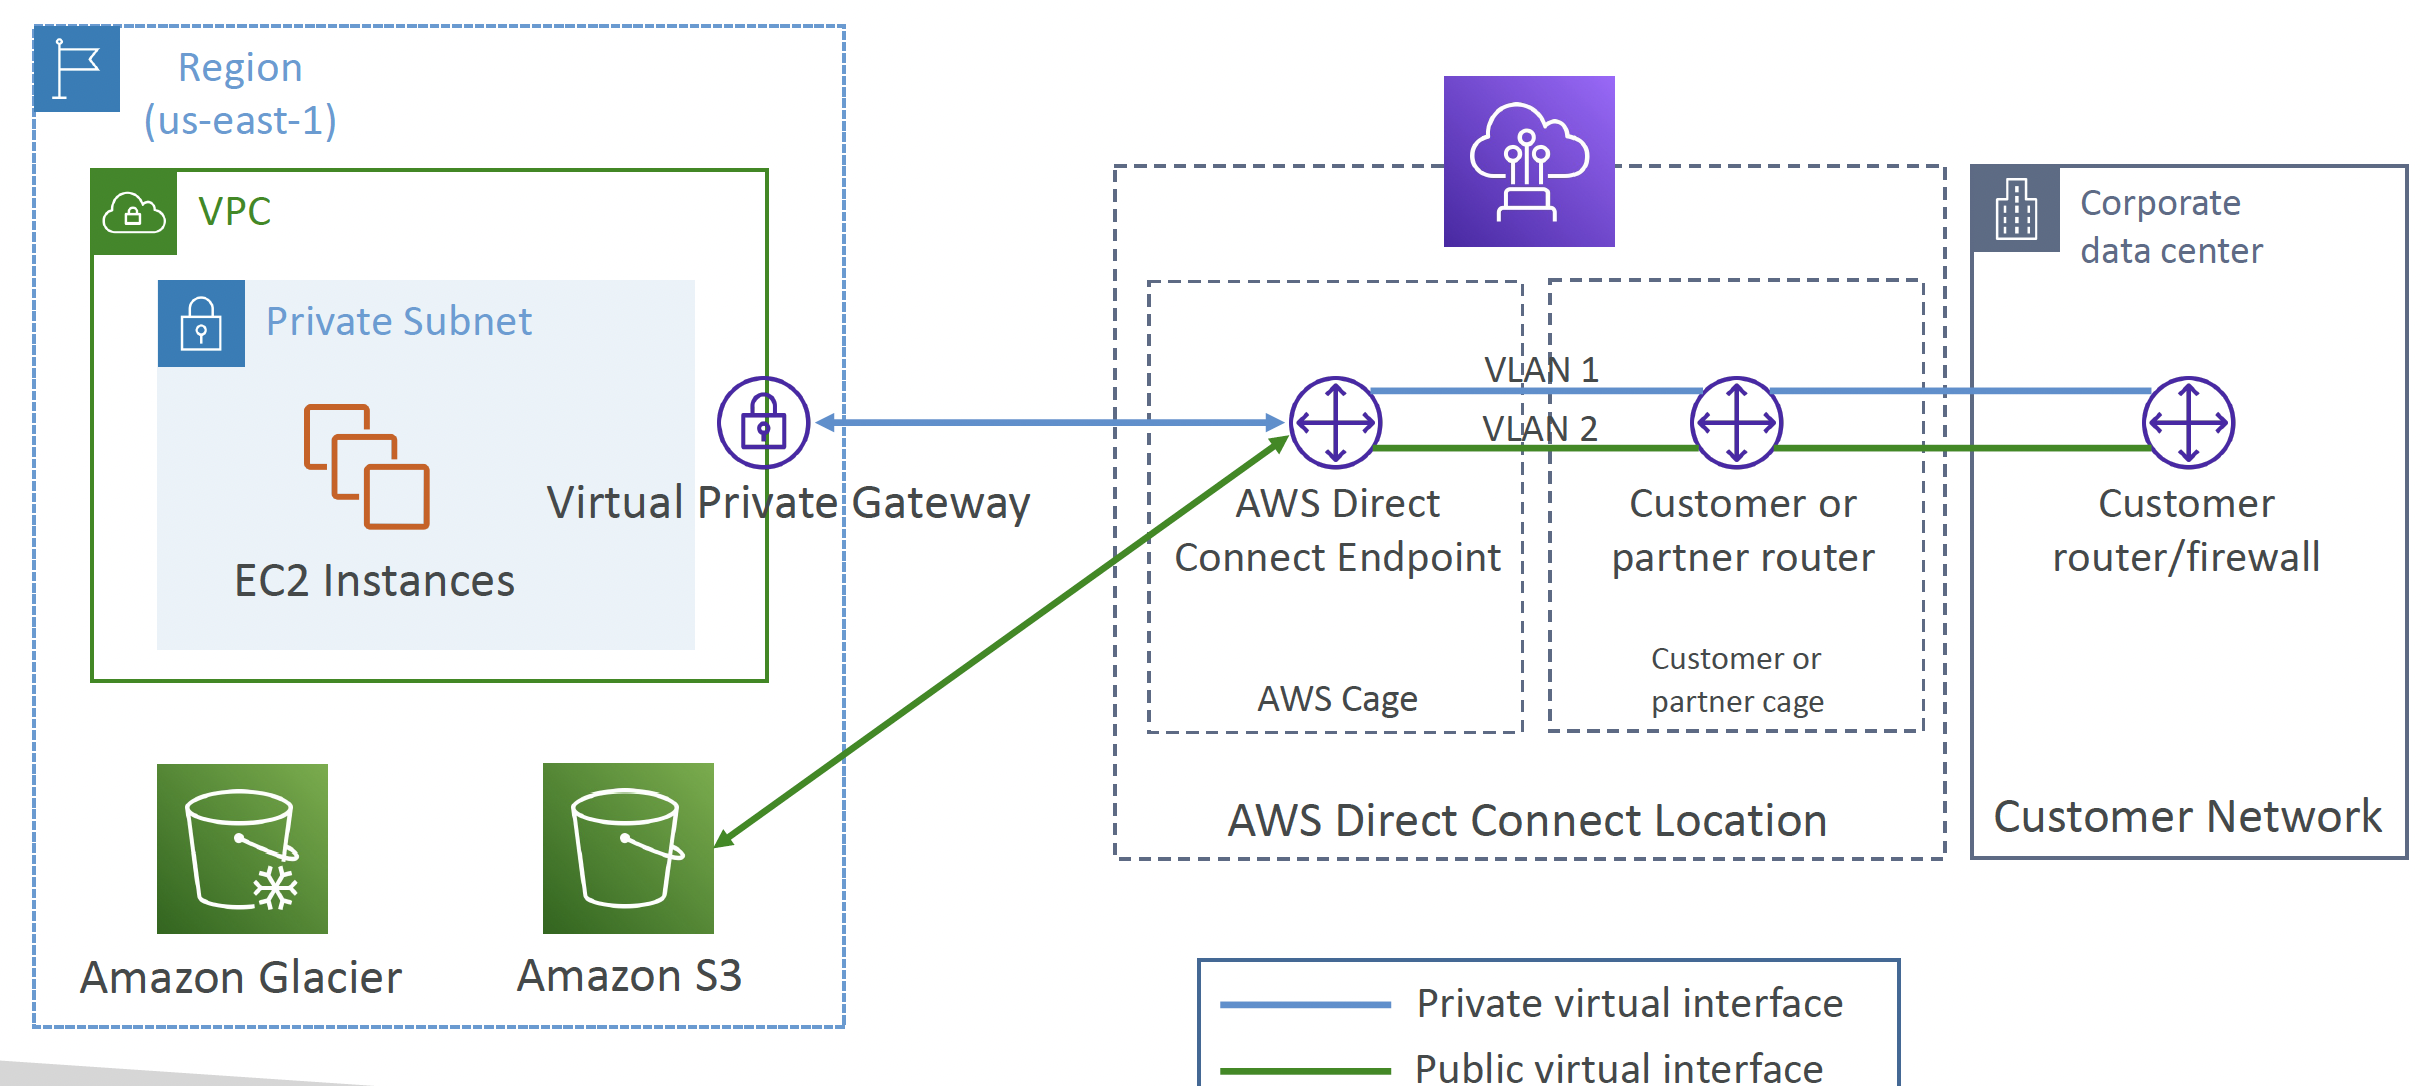 Region
(us-east-1)
VPC
Private Subnet
EC2 Instances
Virtual Private Gateway
Amazon Glacier
Amazon S3
VLAN 1
VLAN 2
AWS Direct
Connect Endpoint
AWS Cage
Customer or
partner router
Customer or
partner cage
AWS Direct Connect Location
Corporate
data center
Customer
router/firewall
Customer Network
Private virtual interface
Public virtual interface